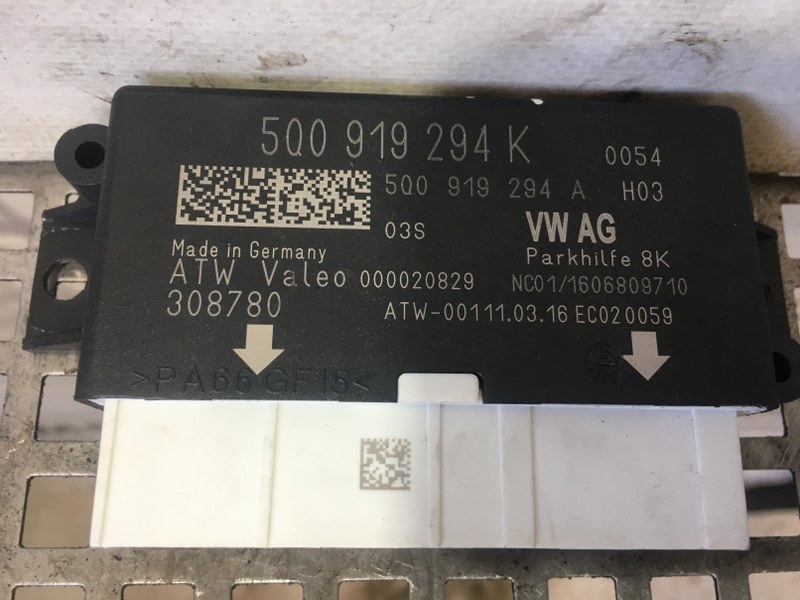 5Q0 919 294 K 0054
5Q0 919 294 A H03
03S VW AG
Made in Germany Parkhilfe 8K
ATW Valeo 000020829 NC01/1606809710
308780 ATW-00111.03.16 EC020059
>PA66 GF15<